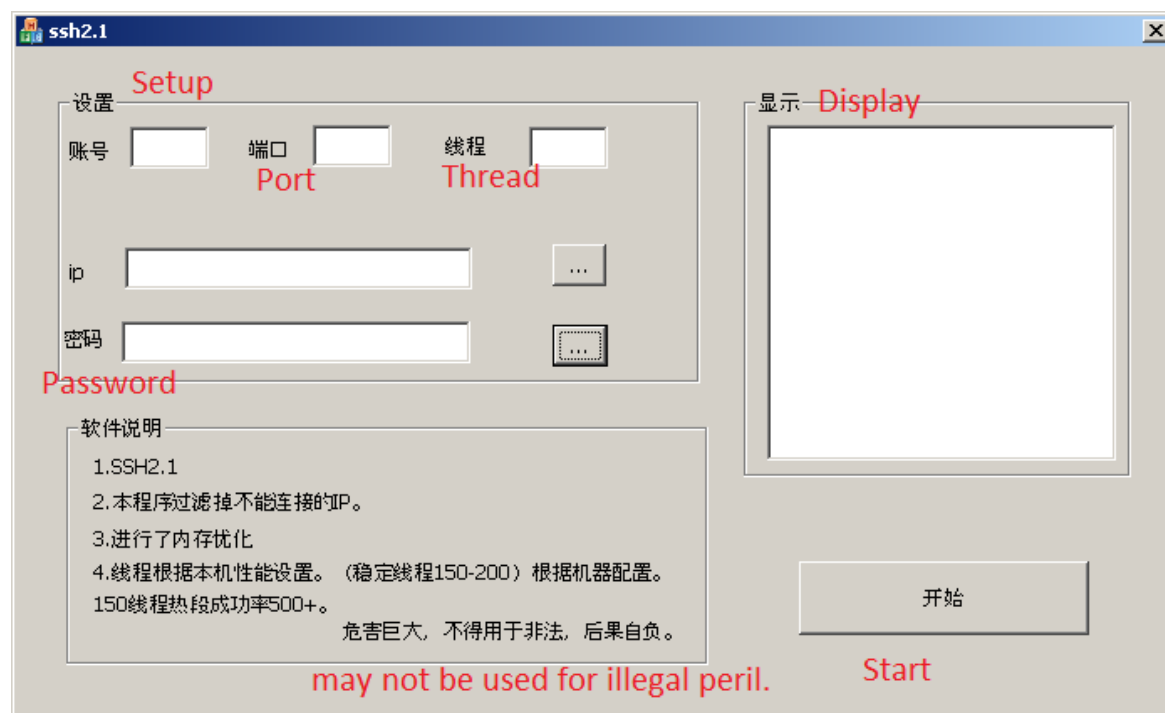 ssh2.1
Setup
设置
账号
端口
线程
Port
Thread
ip
...
密码
...
Password
显示
Display
软件说明
1.SSH2.1
2.本程序过滤掉不能连接的IP。
3.进行了内存优化
4.线程根据本机性能设置。（稳定线程150-200）根据机器配置。
150线程热段成功率500+。
危害巨大，不得用于非法，后果自负。
may not be used for illegal peril.
开始
Start